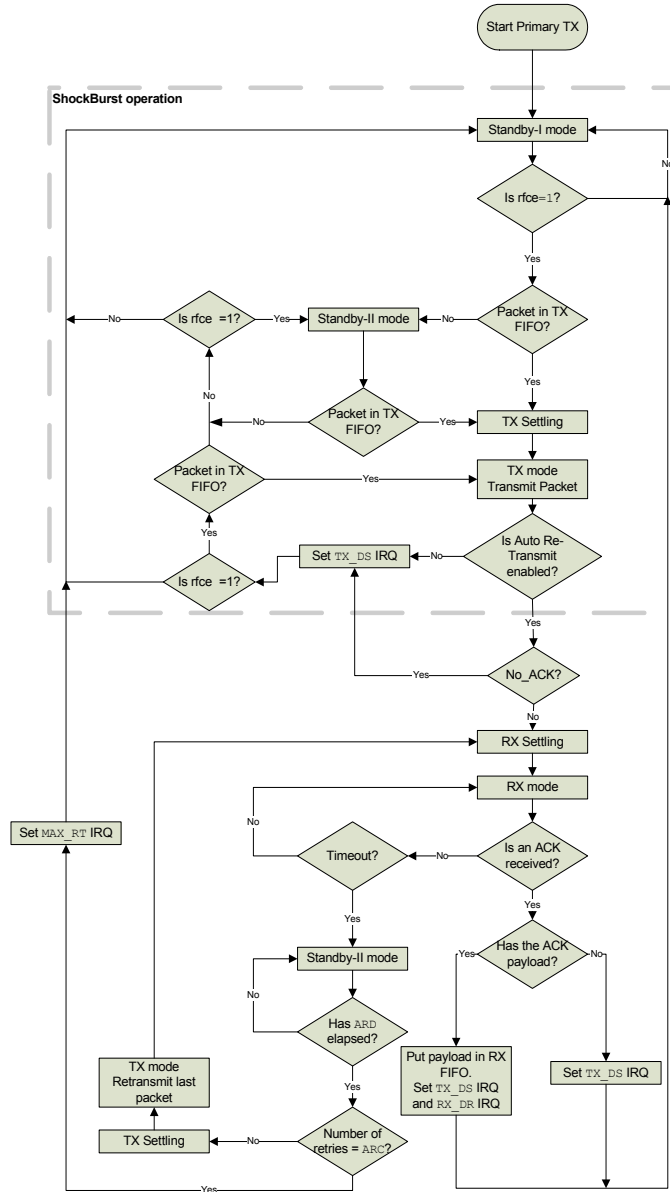 Start Primary TX
ShockBurst operation
Standby-I mode
No
Is rfce=1?
Yes
No
Is rfce =1?
Yes
Standby-II mode
No
Packet in TX
FIFO?
Yes
No
No
Packet in TX
FIFO?
Yes
TX Settling
Packet in TX
FIFO?
Yes
TX mode
Transmit Packet
Yes
Is rfce =1?
Set TX_DS IRQ
No
Is Auto Re-
Transmit
enabled?
Yes
Yes
No_ACK?
No
RX Settling
RX mode
No
Set MAX_RT IRQ
Timeout?
No
Is an ACK
received?
Yes
Yes
Standby-II mode
Yes
Has the ACK
payload?
No
No
Has ARD
elapsed?
Yes
Put payload in RX
FIFO.
Set TX_DS IRQ
and RX_DR IRQ
Set TX_DS IRQ
TX mode
Retransmit last
packet
TX Settling
No
Number of
retries = ARC?
Yes